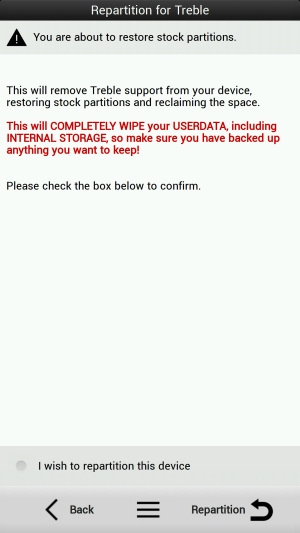 Repartition for Treble
You are about to restore stock partitions.
This will remove Treble support from your device,
restoring stock partitions and reclaiming the space.
This will COMPLETELY WIPE your USERDATA, including
INTERNAL STORAGE, so make sure you have backed up
anything you want to keep!
Please check the box below to confirm.
I wish to repartition this device
Back
Repartition